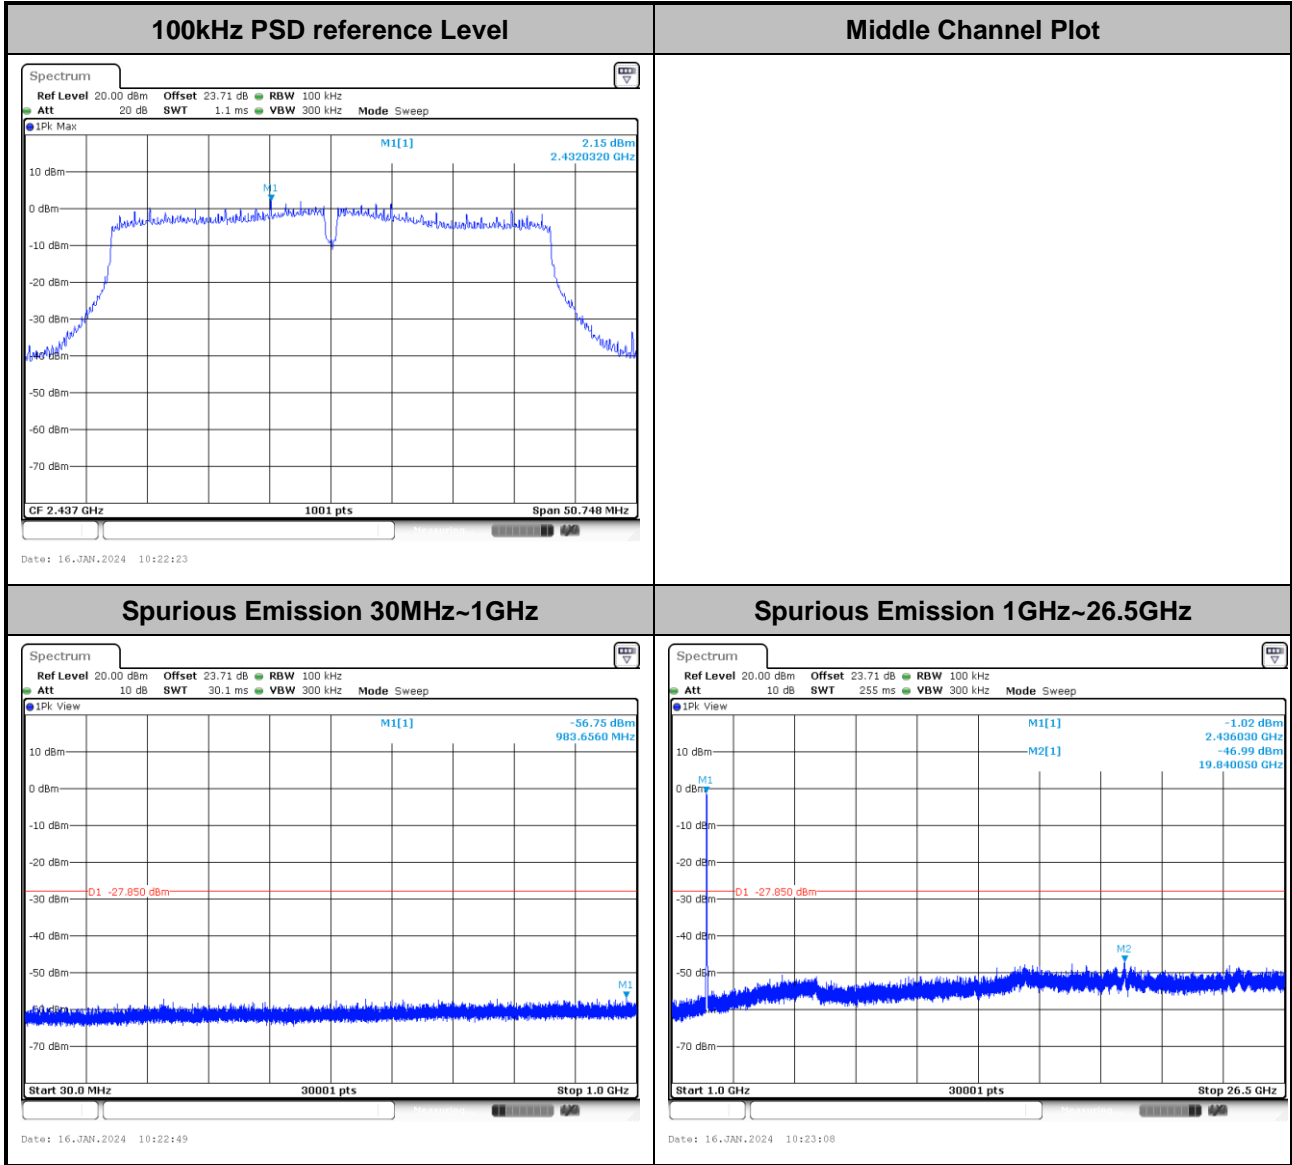 100kHz PSD reference Level
Middle Channel Plot
Spectrum
Ref Level 20.00 dBm Offset 23.71 dB RBW 100 kHz
Att 20 dB SWT 1.1 ms VBW 300 kHz Mode Sweep
1Pk Max
M1[1] 2.15 dBm
2.4320320 GHz
10 dBm
M1
0 dBm
-10 dBm
-20 dBm
-30 dBm
-40 dBm
-50 dBm
-60 dBm
-70 dBm
CF 2.437 GHz 1001 pts Span 50.748 MHz
Date: 16.JAN.2024 10:22:23
Spurious Emission 30MHz~1GHz
Spurious Emission 1GHz~26.5GHz
Spectrum
Ref Level 20.00 dBm Offset 23.71 dB RBW 100 kHz
Att 10 dB SWT 30.1 ms VBW 300 kHz Mode Sweep
1Pk View
M1[1] -56.75 dBm
983.6560 MHz
10 dBm
0 dBm
-10 dBm
-20 dBm
D1 -27.850 dBm
-30 dBm
-40 dBm
-50 dBm
M1
-70 dBm
Start 30.0 MHz 30001 pts Stop 1.0 GHz
Date: 16.JAN.2024 10:22:49
Spectrum
Ref Level 20.00 dBm Offset 23.71 dB RBW 100 kHz
Att 10 dB SWT 255 ms VBW 300 kHz Mode Sweep
1Pk View
M1[1] -1.02 dBm
2.436030 GHz
10 dBm M2[1] -46.99 dBm
19.840050 GHz
M1
0 dBm
-10 dBm
-20 dBm
D1 -27.850 dBm
-30 dBm
-40 dBm
M2
-50 dBm
-70 dBm
Start 1.0 GHz 30001 pts Stop 26.5 GHz
Date: 16.JAN.2024 10:23:08